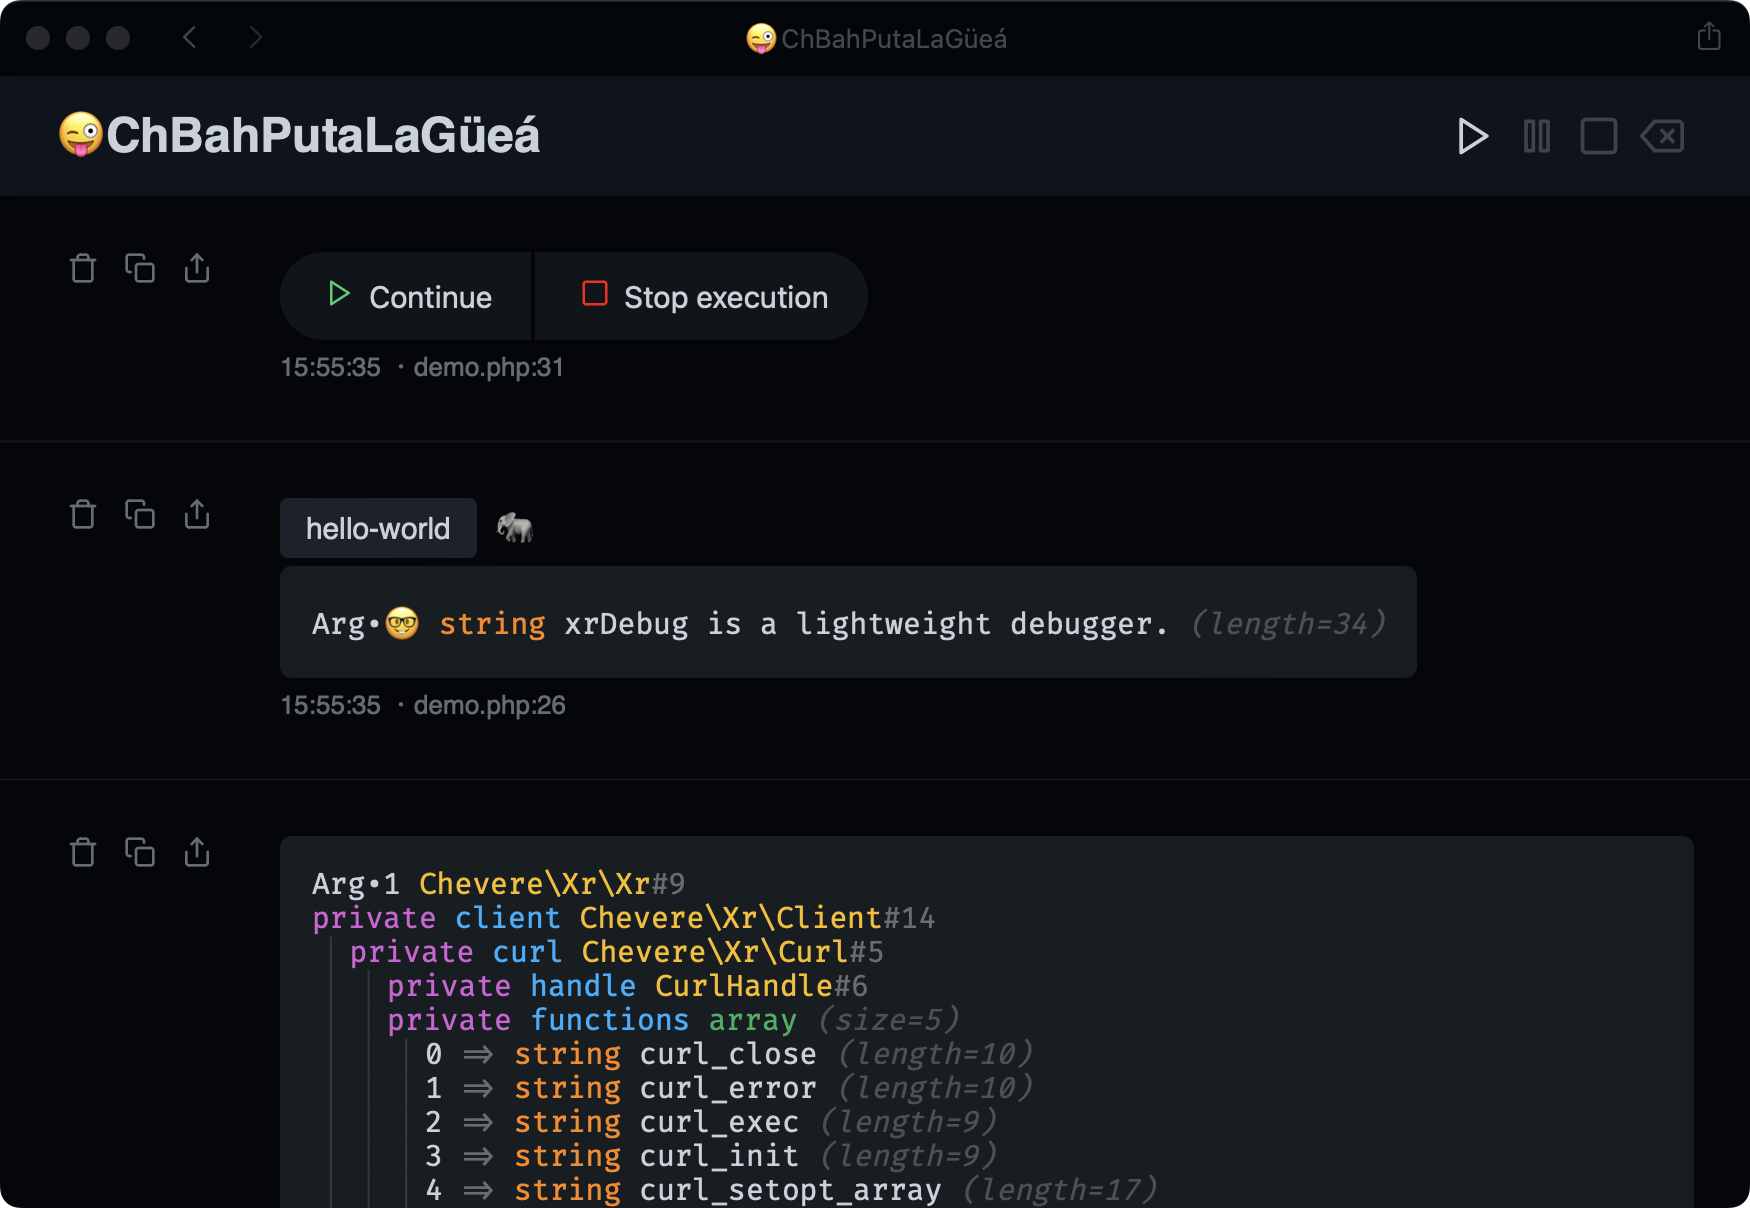 😜ChBahPutaLaGüeá
😜ChBahPutaLaGüeá
Continue
Stop execution
15:55:35 · demo.php:31
hello-world 🐘
Arg•🤓 string xrDebug is a lightweight debugger. (length=34)
15:55:35 · demo.php:26
Arg•1 Chevere\Xr\Xr#9
private client Chevere\Xr\Client#14
private curl Chevere\Xr\Curl#5
private handle CurlHandle#6
private functions array (size=5)
0 => string curl_close (length=10)
1 => string curl_error (length=10)
2 => string curl_exec (length=9)
3 => string curl_init (length=9)
4 => string curl_setopt_array (length=17)